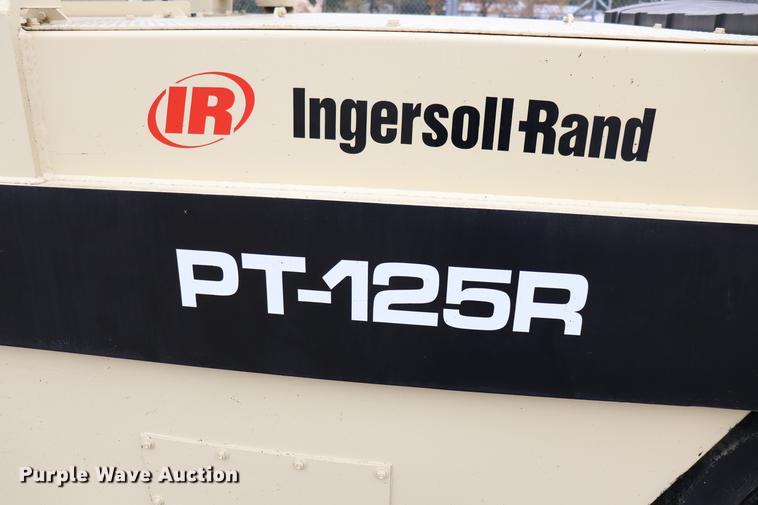 IR Ingersoll-Rand
PT-125R
Purple Wave Auction